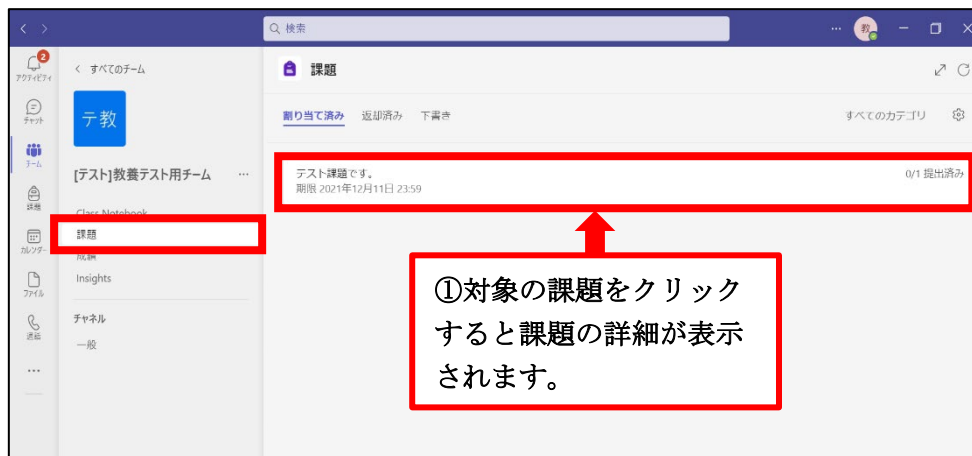 検索
教
2
アクティビティ
チャット
チーム
課題
カレンダー
ファイル
通話
すべてのチーム
テ教
[テスト]教養テスト用チーム
Class Notebook
課題
成績
Insights
チャネル
一般
課題
割り当て済み 返却済み 下書き
すべてのカテゴリ
テスト課題です。
期限 2021年12月11日 23:59
0/1 提出済み
①対象の課題をクリック
すると課題の詳細が表示
されます。